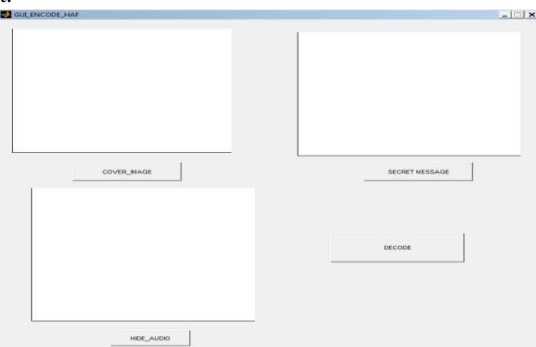 GUI_ENCODE_HAF
COVER_IMAGE
SECRET MESSAGE
DECODE
HIDE_AUDIO